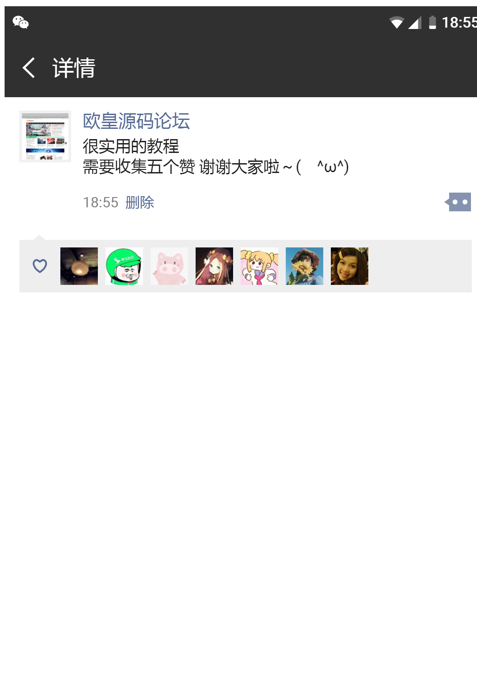 18:55
详情
欧皇源码论坛
很实用的教程
需要收集五个赞 谢谢大家啦～( ^ω^)
18:55 删除